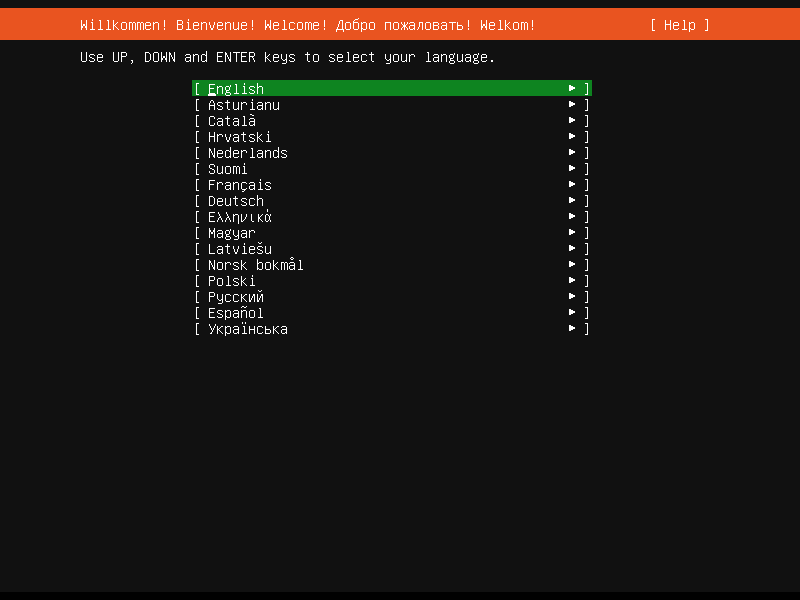 Willkommen! Bienvenue! Welcome! Добро пожаловать! Welkom! [ Help ]
Use UP, DOWN and ENTER keys to select your language.
[ English ► ]
[ Asturianu ► ]
[ Català ► ]
[ Hrvatski ► ]
[ Nederlands ► ]
[ Suomi ► ]
[ Français ► ]
[ Deutsch ► ]
[ Ελληνικά ► ]
[ Magyar ► ]
[ Latviešu ► ]
[ Norsk bokmål ► ]
[ Polski ► ]
[ Русский ► ]
[ Español ► ]
[ Українська ► ]